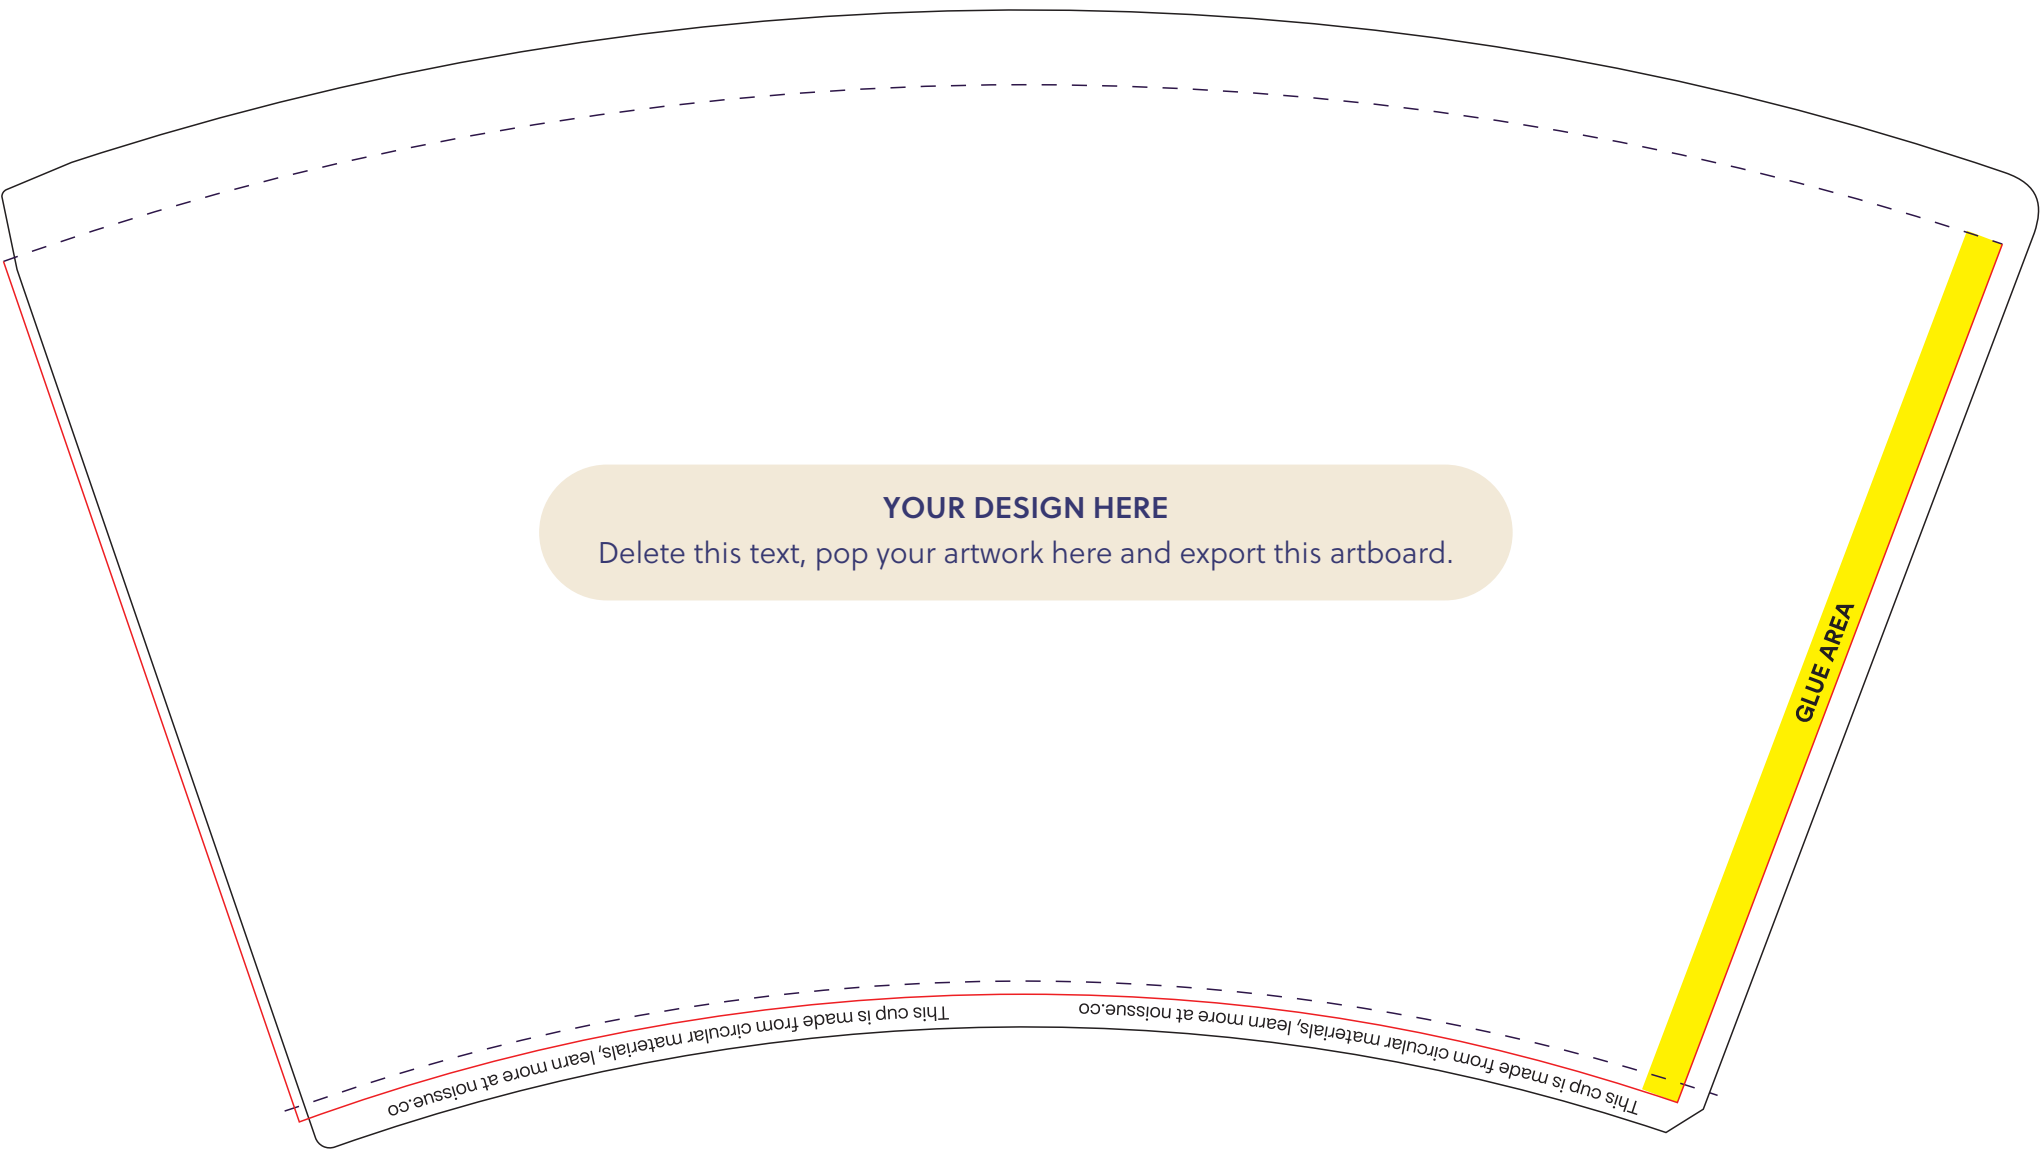 YOUR DESIGN HERE
Delete this text, pop your artwork here and export this artboard.
GLUE AREA
This cup is made from circular materials, learn more at noissue.co
This cup is made from circular materials, learn more at noissue.co